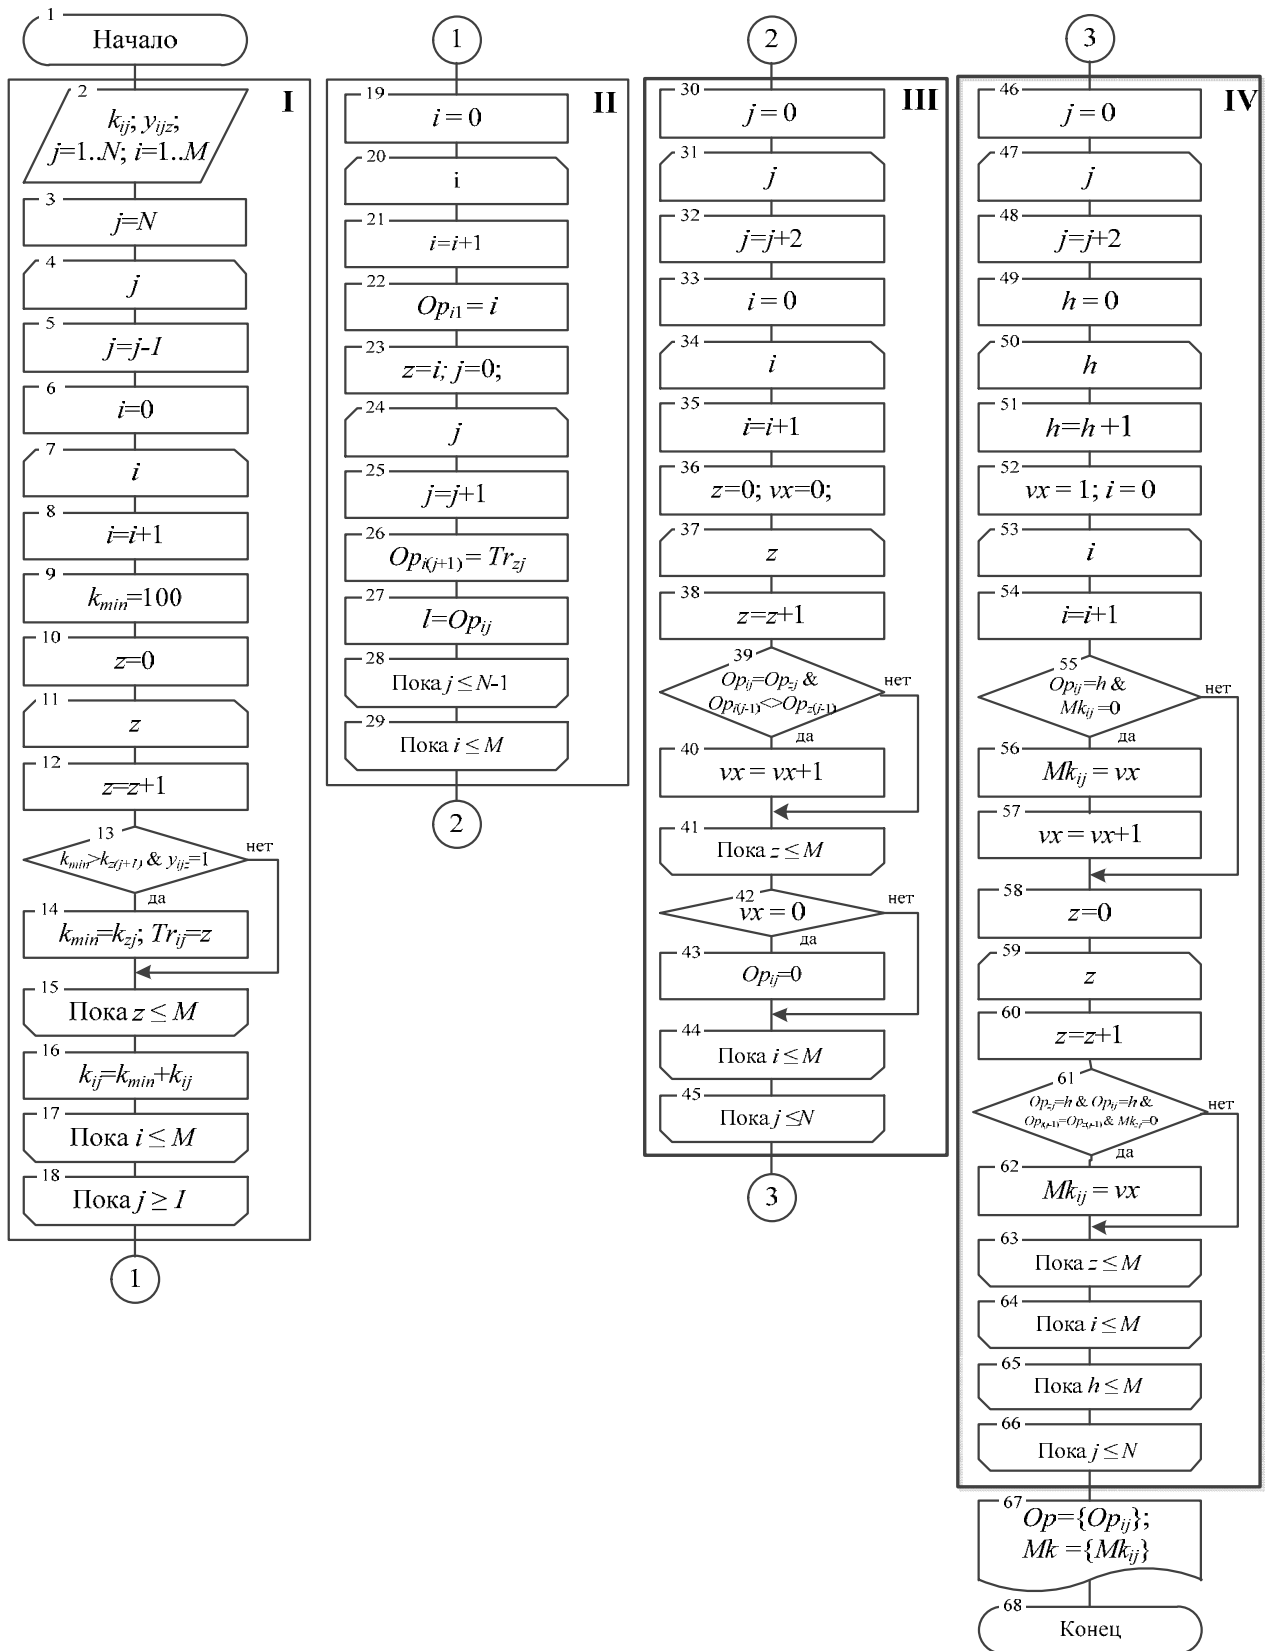 1
Начало
I
2
k_ij; y_ijz;
j=1..N; i=1..M
3
j=N
4
j
5
j=j-1
6
i=0
7
i
8
i=i+1
9
k_min=100
10
z=0
11
z
12
z=z+1
13
k_min>k_z(j+1) & y_ijz=1
нет
да
14
k_min=k_zj; Tr_ij=z
15
Пока z ≤ M
16
k_ij=k_min+k_ij
17
Пока i ≤ M
18
Пока j ≥ 1
1
1
II
19
i = 0
20
i
21
i=i+1
22
Op_i1 = i
23
z=i; j=0;
24
j
25
j=j+1
26
Op_i(j+1) = Tr_zj
27
l=Op_ij
28
Пока j ≤ N-1
29
Пока i ≤ M
2
2
III
30
j = 0
31
j
32
j=j+2
33
i = 0
34
i
35
i=i+1
36
z=0; vx=0;
37
z
38
z=z+1
39
Op_ij=Op_zj &
Op_i(j-1)<>Op_z(j-1)
нет
да
40
vx = vx+1
41
Пока z ≤ M
42
vx = 0
нет
да
43
Op_ij=0
44
Пока i ≤ M
45
Пока j ≤N
3
3
IV
46
j = 0
47
j
48
j=j+2
49
h = 0
50
h
51
h=h +1
52
vx = 1; i = 0
53
i
54
i=i+1
55
Op_ij=h &
Mk_ij =0
нет
да
56
Mk_ij = vx
57
vx = vx+1
58
z=0
59
z
60
z=z+1
61
Op_zj=h & Op_ij=h &
Op_i(j-1)=Op_z(j-1) & Mk_zj=0
нет
да
62
Mk_ij = vx
63
Пока z ≤ M
64
Пока i ≤ M
65
Пока h ≤ M
66
Пока j ≤ N
67
Op={Op_ij};
Mk ={Mk_ij}
68
Конец